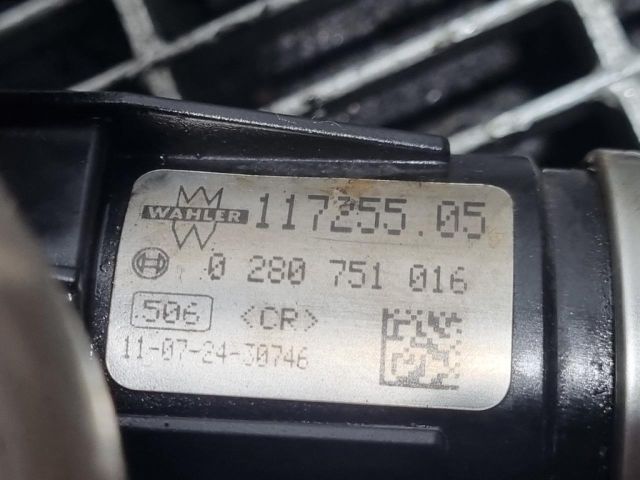 WAHLER 117255.05
0 280 751 016
506 <CR>
11-07-24-30746